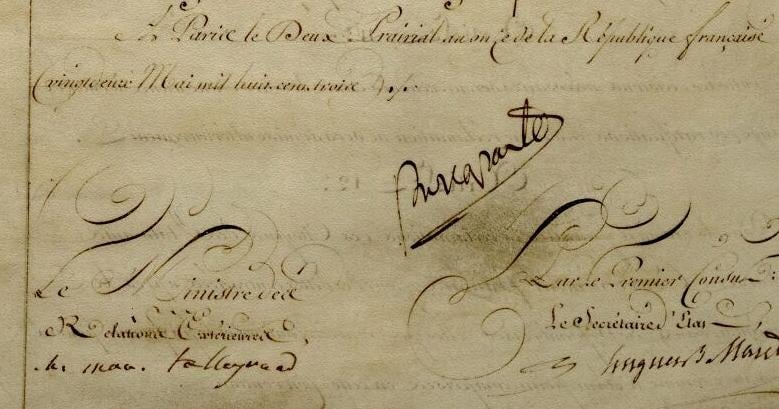 à Paris le Deux Prairial an onze de la République française
(vingt deux Mai mil huit cent trois)
Bonaparte
Le Ministre des
Relations Extérieures,
ch. mau. talleyrand
Par le Premier Consul:
Le Secrétaire d'Etat,
hugues B. Maret